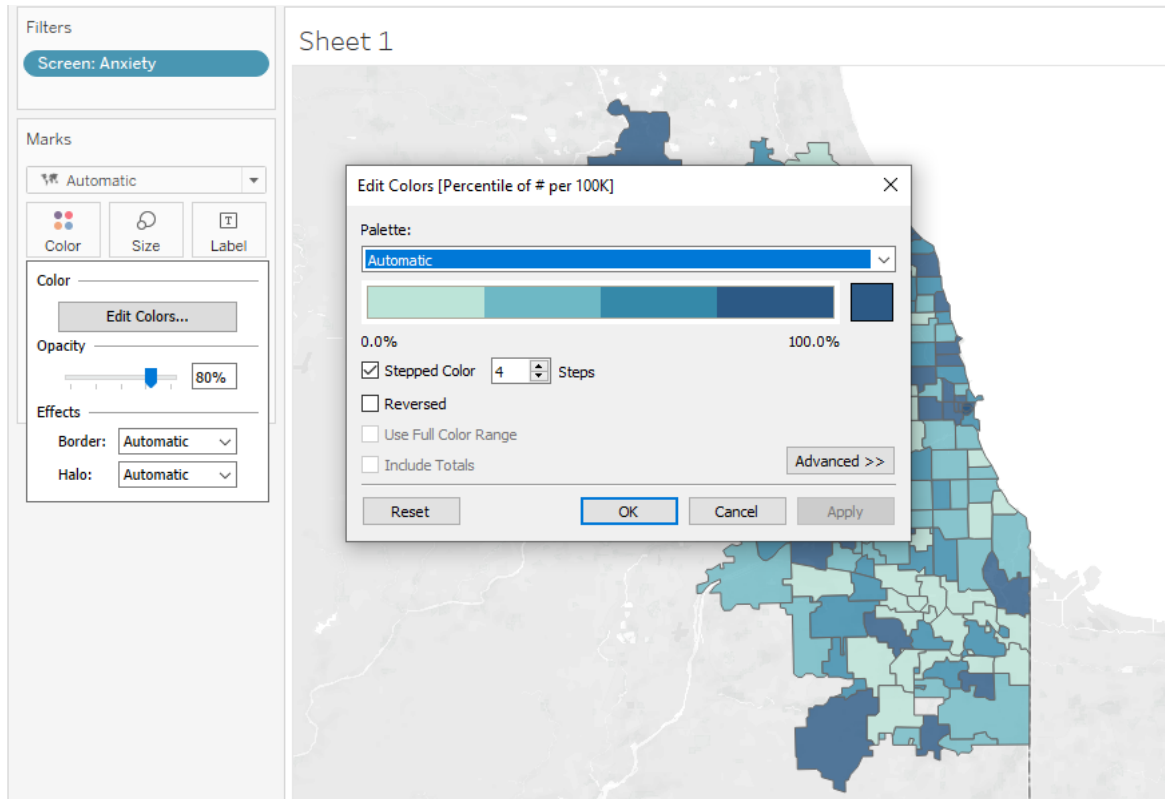 Filters
Screen: Anxiety
Marks
Automatic
Color
Size
T
Label
Color
Edit Colors...
Opacity
80%
Effects
Border: Automatic
Halo: Automatic
Sheet 1
Edit Colors [Percentile of # per 100K]
Palette:
Automatic
0.0% 100.0%
Stepped Color 4 Steps
Reversed
Use Full Color Range
Include Totals
Advanced >>
Reset OK Cancel Apply